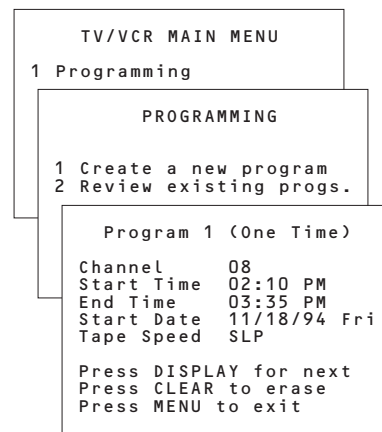 TV/VCR MAIN MENU
1 Programming
PROGRAMMING
1 Create a new program
2 Review existing progs.
Program 1 (One Time)
Channel 08
Start Time 02:10 PM
End Time 03:35 PM
Start Date 11/18/94 Fri
Tape Speed SLP
Press DISPLAY for next
Press CLEAR to erase
Press MENU to exit